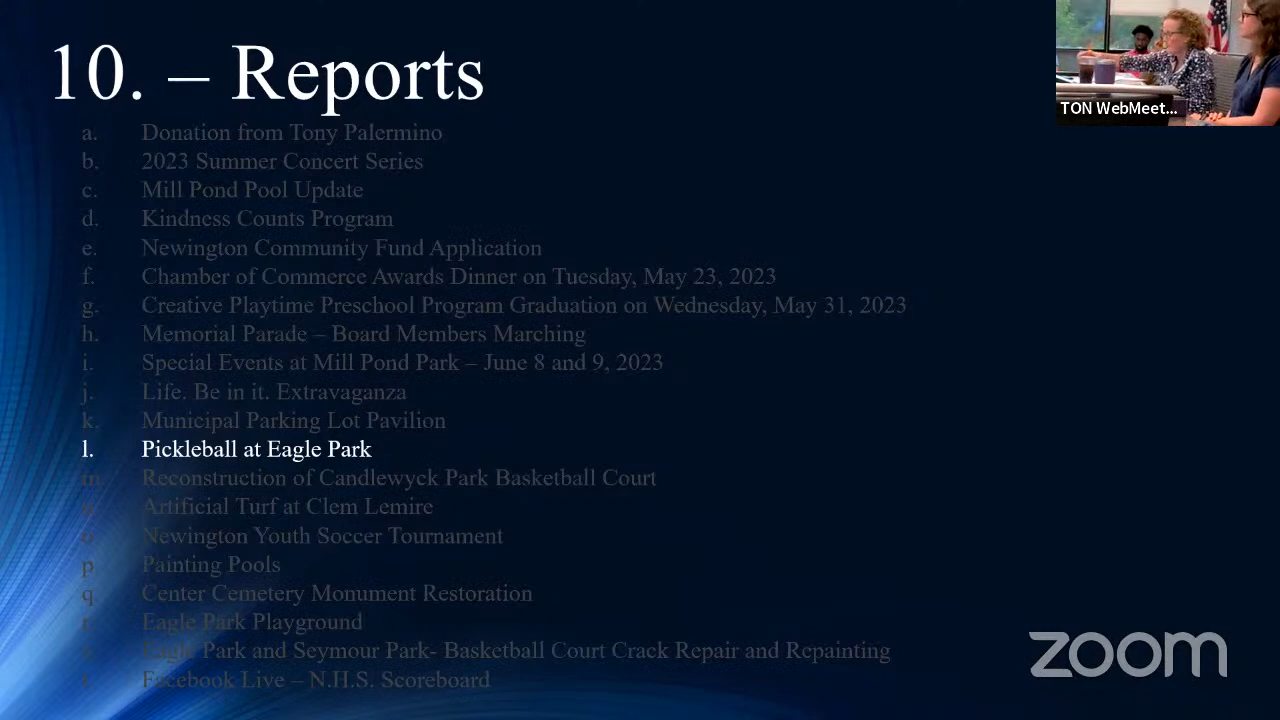 10. – Reports
TON WebMeet...
a. Donation from Tony Palermino
b. 2023 Summer Concert Series
c. Mill Pond Pool Update
d. Kindness Counts Program
e. Newington Community Fund Application
f. Chamber of Commerce Awards Dinner on Tuesday, May 23, 2023
g. Creative Playtime Preschool Program Graduation on Wednesday, May 31, 2023
h. Memorial Parade – Board Members Marching
i. Special Events at Mill Pond Park – June 8 and 9, 2023
j. Life. Be in it. Extravaganza
k. Municipal Parking Lot Pavilion
l. Pickleball at Eagle Park
m. Reconstruction of Candlewyck Park Basketball Court
n. Artificial Turf at Clem Lemire
o. Newington Youth Soccer Tournament
p. Painting Pools
q. Center Cemetery Monument Restoration
r. Eagle Park Playground
s. Eagle Park and Seymour Park- Basketball Court Crack Repair and Repainting
t. Facebook Live – N.H.S. Scoreboard
zoom